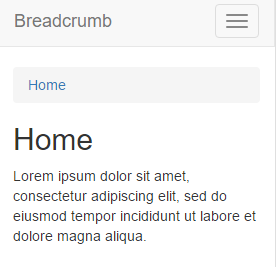 Breadcrumb
Home
Home
Lorem ipsum dolor sit amet,
consectetur adipiscing elit, sed do
eiusmod tempor incididunt ut labore et
dolore magna aliqua.